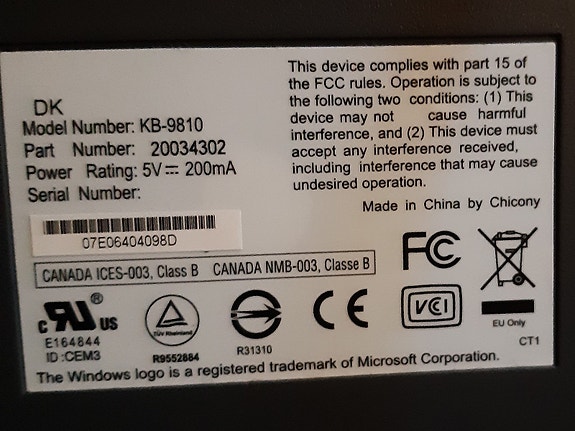 DK
Model Number: KB-9810
Part Number: 20034302
Power Rating: 5V⎓ 200mA
Serial Number:
07E06404098D
This device complies with part 15 of
the FCC rules. Operation is subject to
the following two conditions: (1) This
device may not cause harmful
interference, and (2) This device must
accept any interference received,
including interference that may cause
undesired operation.
Made in China by Chicony
CANADA ICES-003, Class B CANADA NMB-003, Classe B
FC
c RU ® US
E164844
ID:CEM3
TÜV Rheinland
R9552884
R31310
CE
VCI
EU Only
CT1
The Windows logo is a registered trademark of Microsoft Corporation.